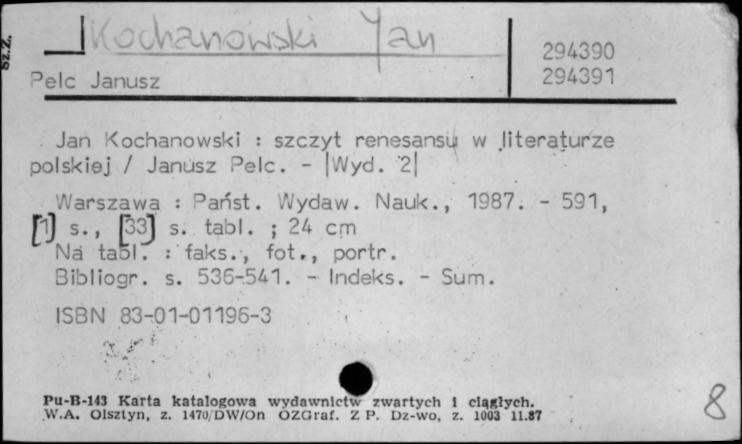 Sz.Z.
Kochanowski Jan
294390
294391
Pelc Janusz
Jan Kochanowski : szczyt renesansu w literaturze
polskiej / Janusz Pelc. - |Wyd. 2|
Warszawa : Państ. Wydaw. Nauk., 1987. - 591,
[1] s., [33] s. tabl. ; 24 cm
Na tabl. : faks., fot., portr.
Bibliogr. s. 536-541. - Indeks. - Sum.
ISBN 83-01-01196-3
Pu-B-143 Karta katalogowa wydawnictw zwartych i ciągłych.
W.A. Olsztyn, z. 1470/DW/On OZGraf. Z P. Dz-wo, z. 1003 11.87
8